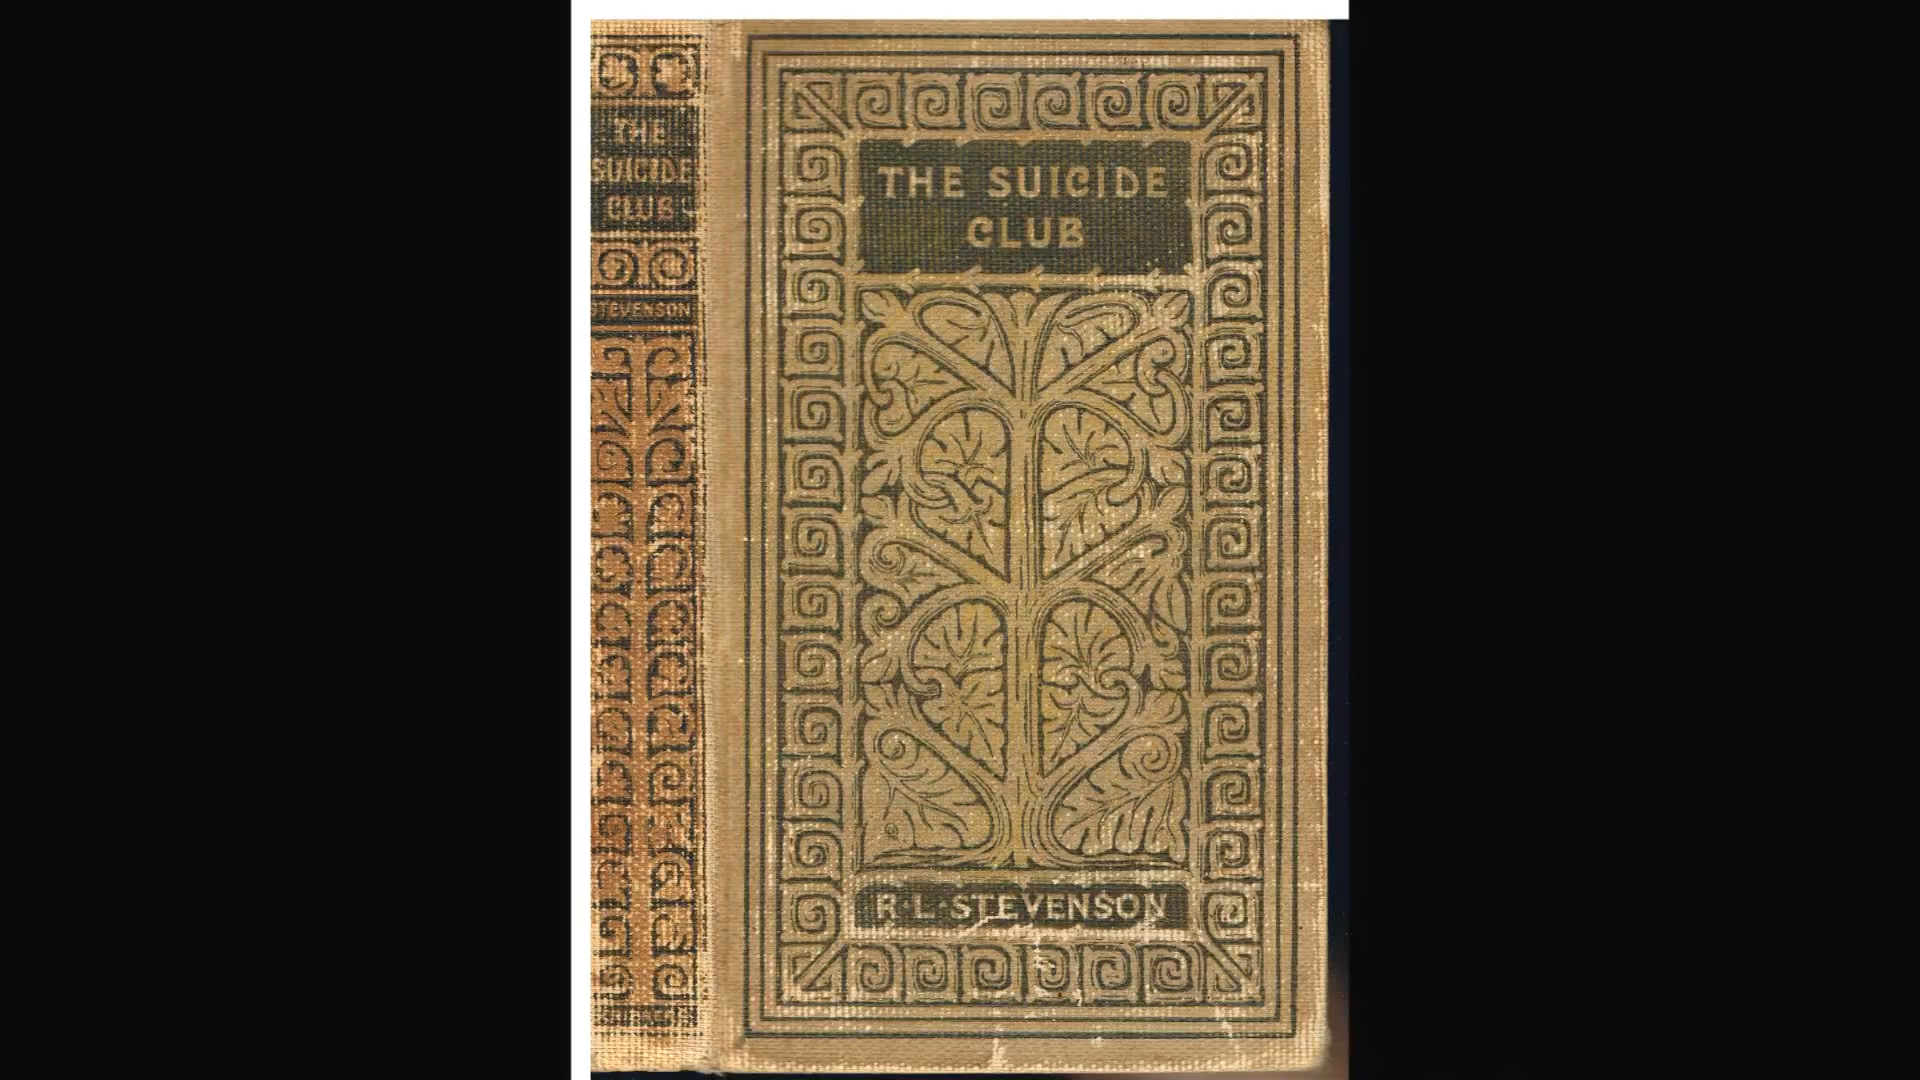 THE
SUICIDE
CLUB
STEVENSON
THE SUICIDE
CLUB
R·L·STEVENSON